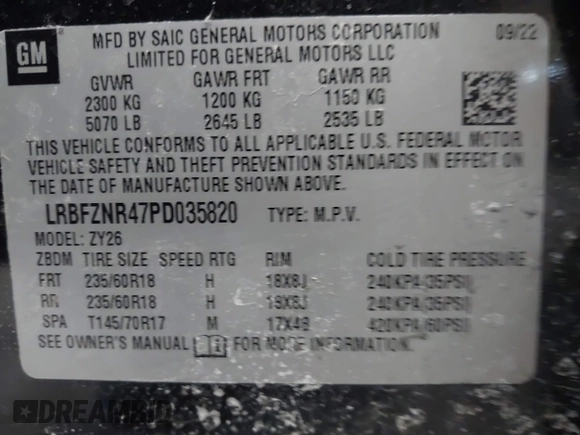 GM
MFD BY SAIC GENERAL MOTORS CORPORATION 09/22
LIMITED FOR GENERAL MOTORS LLC
GVWR GAWR FRT GAWR RR
2300 KG 1200 KG 1150 KG
5070 LB 2645 LB 2535 LB
THIS VEHICLE CONFORMS TO ALL APPLICABLE U.S. FEDERAL MOTOR
VEHICLE SAFETY AND THEFT PREVENTION STANDARDS IN EFFECT ON
THE DATE OF MANUFACTURE SHOWN ABOVE.
LRBFZNR47PD035820 TYPE: M.P.V.
MODEL: ZY26
ZBDM TIRE SIZE SPEED RTG RIM COLD TIRE PRESSURE
FRT 235/60R18 H 18X8J 240KPA(35PSI)
RR 235/60R18 H 18X8J 240KPA(35PSI)
SPA T145/70R17 M 17X4B 420KPA(60PSI)
SEE OWNER'S MANUAL FOR MORE INFORMATION.
DREAMBID